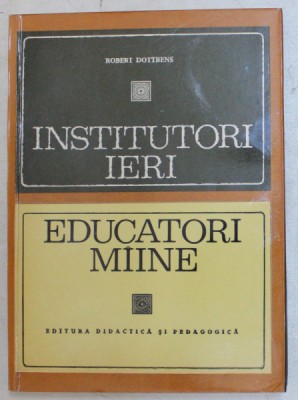 ROBERT DOTTRENS
INSTITUTORI
IERI
EDUCATORI
MÎINE
EDITURA DIDACTICĂ ȘI PEDAGOGICĂ